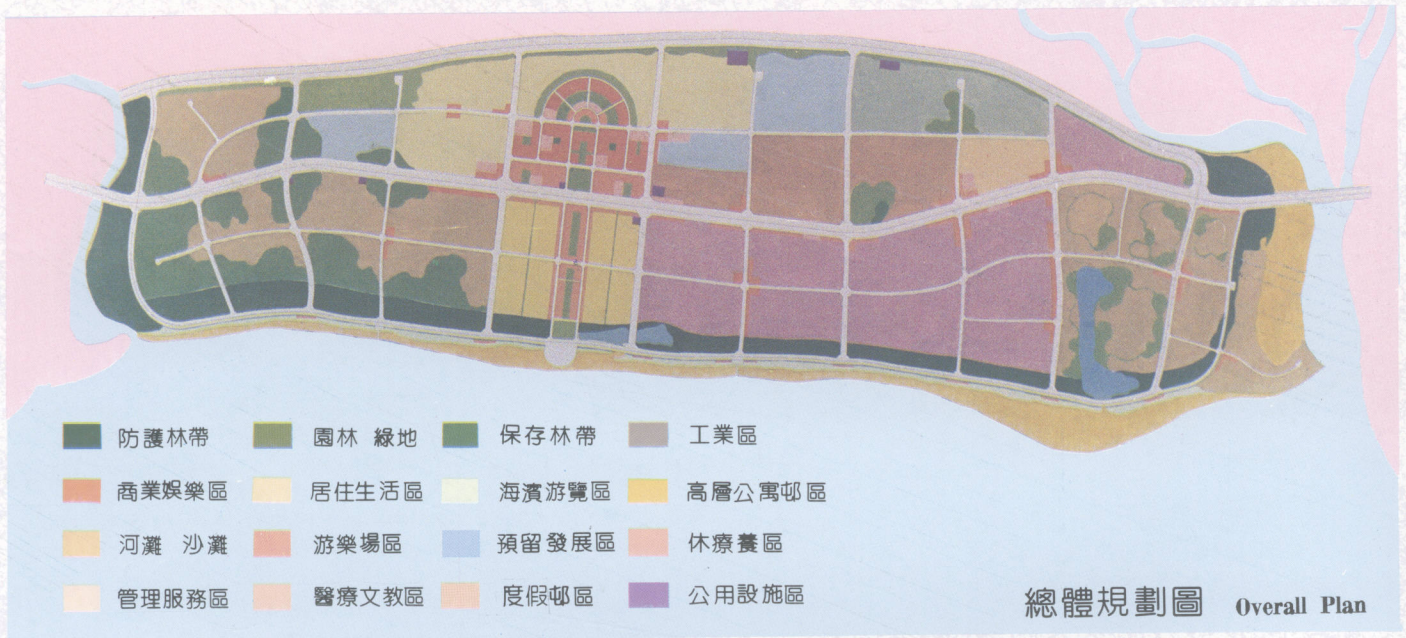 防護林帶 園林 綠地 保存林帶 工業區
商業娛樂區 居住生活區 海濱游覽區 高層公寓邨區
河灘 沙灘 游樂場區 預留發展區 休療養區
管理服務區 醫療文教區 度假邨區 公用設施區
總體規劃圖 Overall Plan